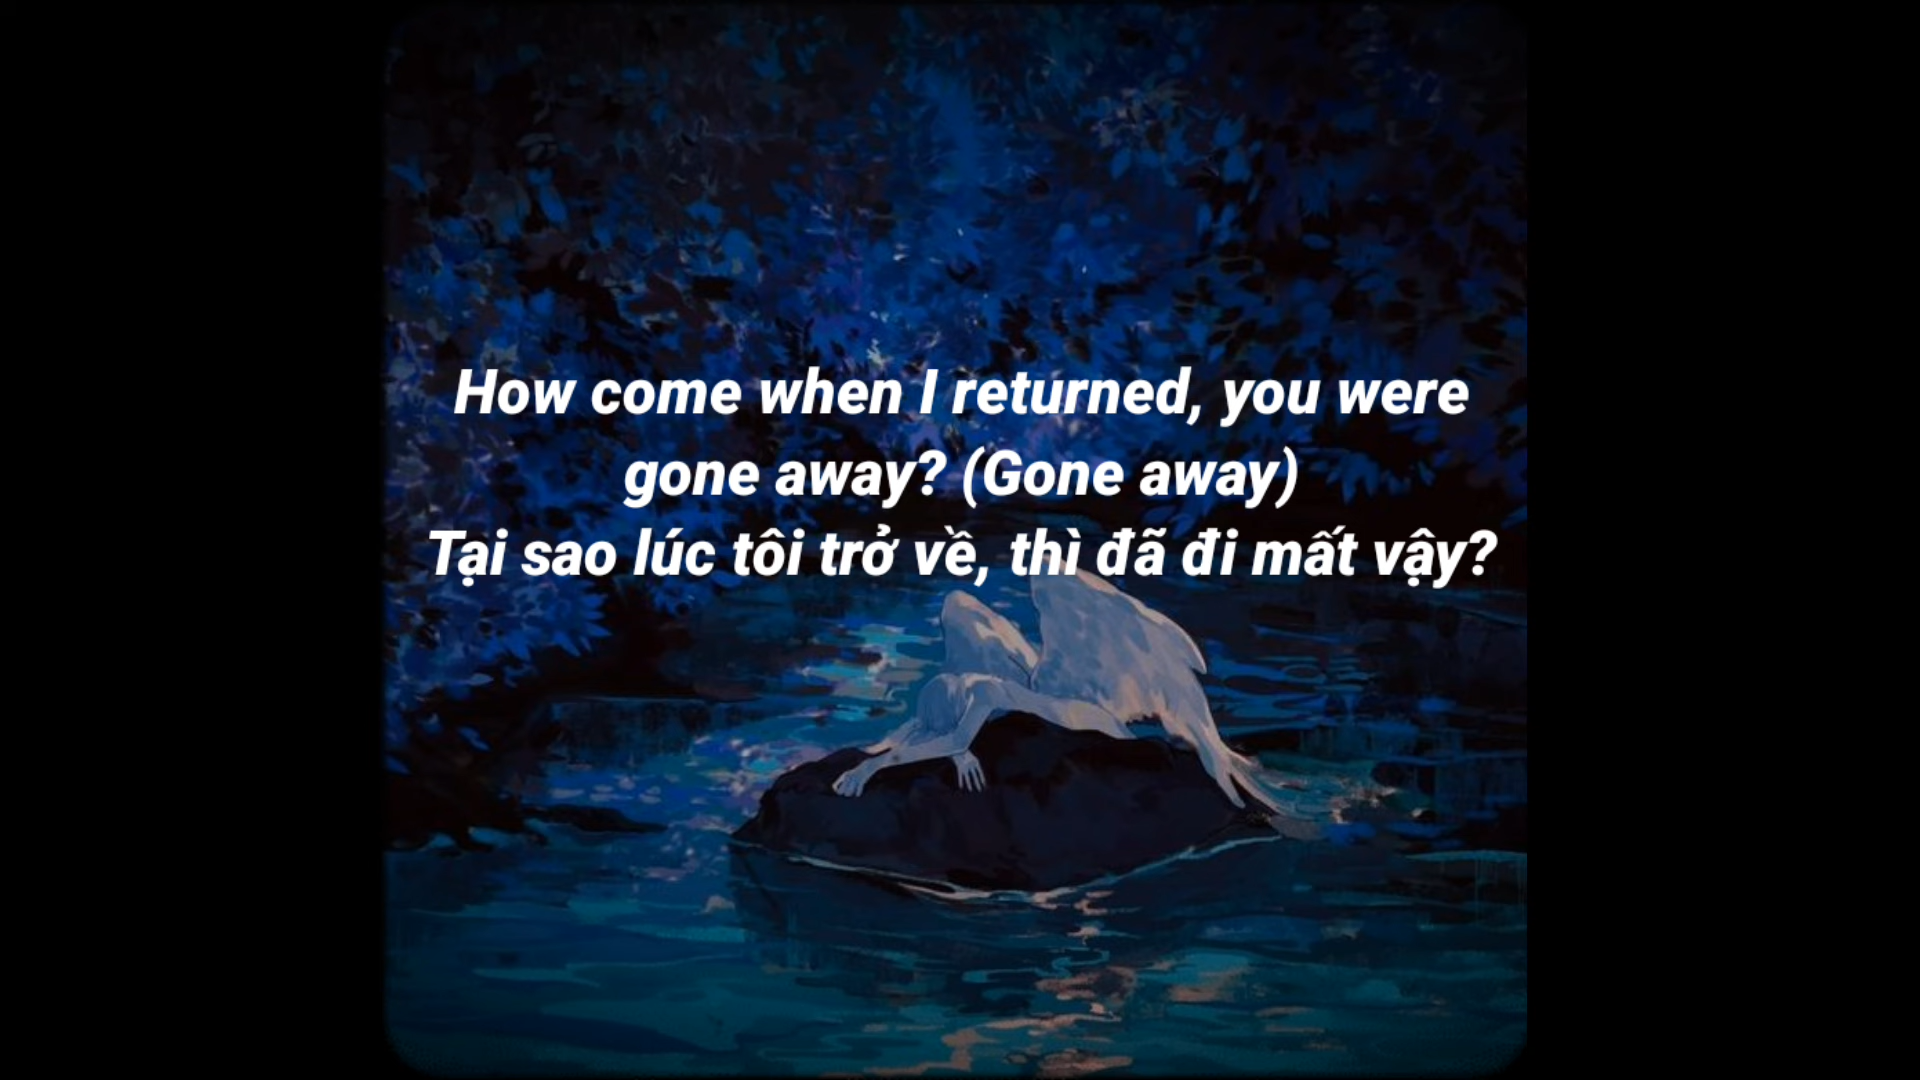 How come when I returned, you were
gone away? (Gone away)
Tại sao lúc tôi trở về, thì đã đi mất vậy?